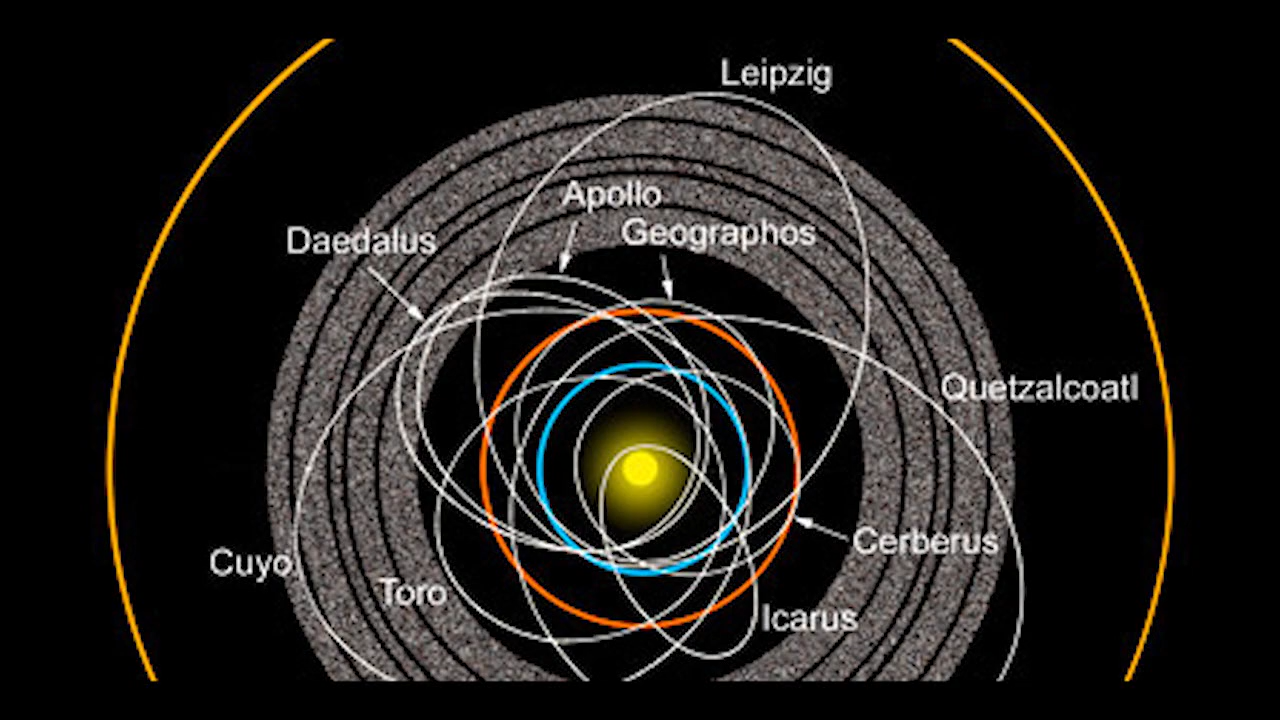 Leipzig
Apollo
Geographos
Daedalus
Quetzalcoatl
Cerberus
Cuyo
Toro
Icarus